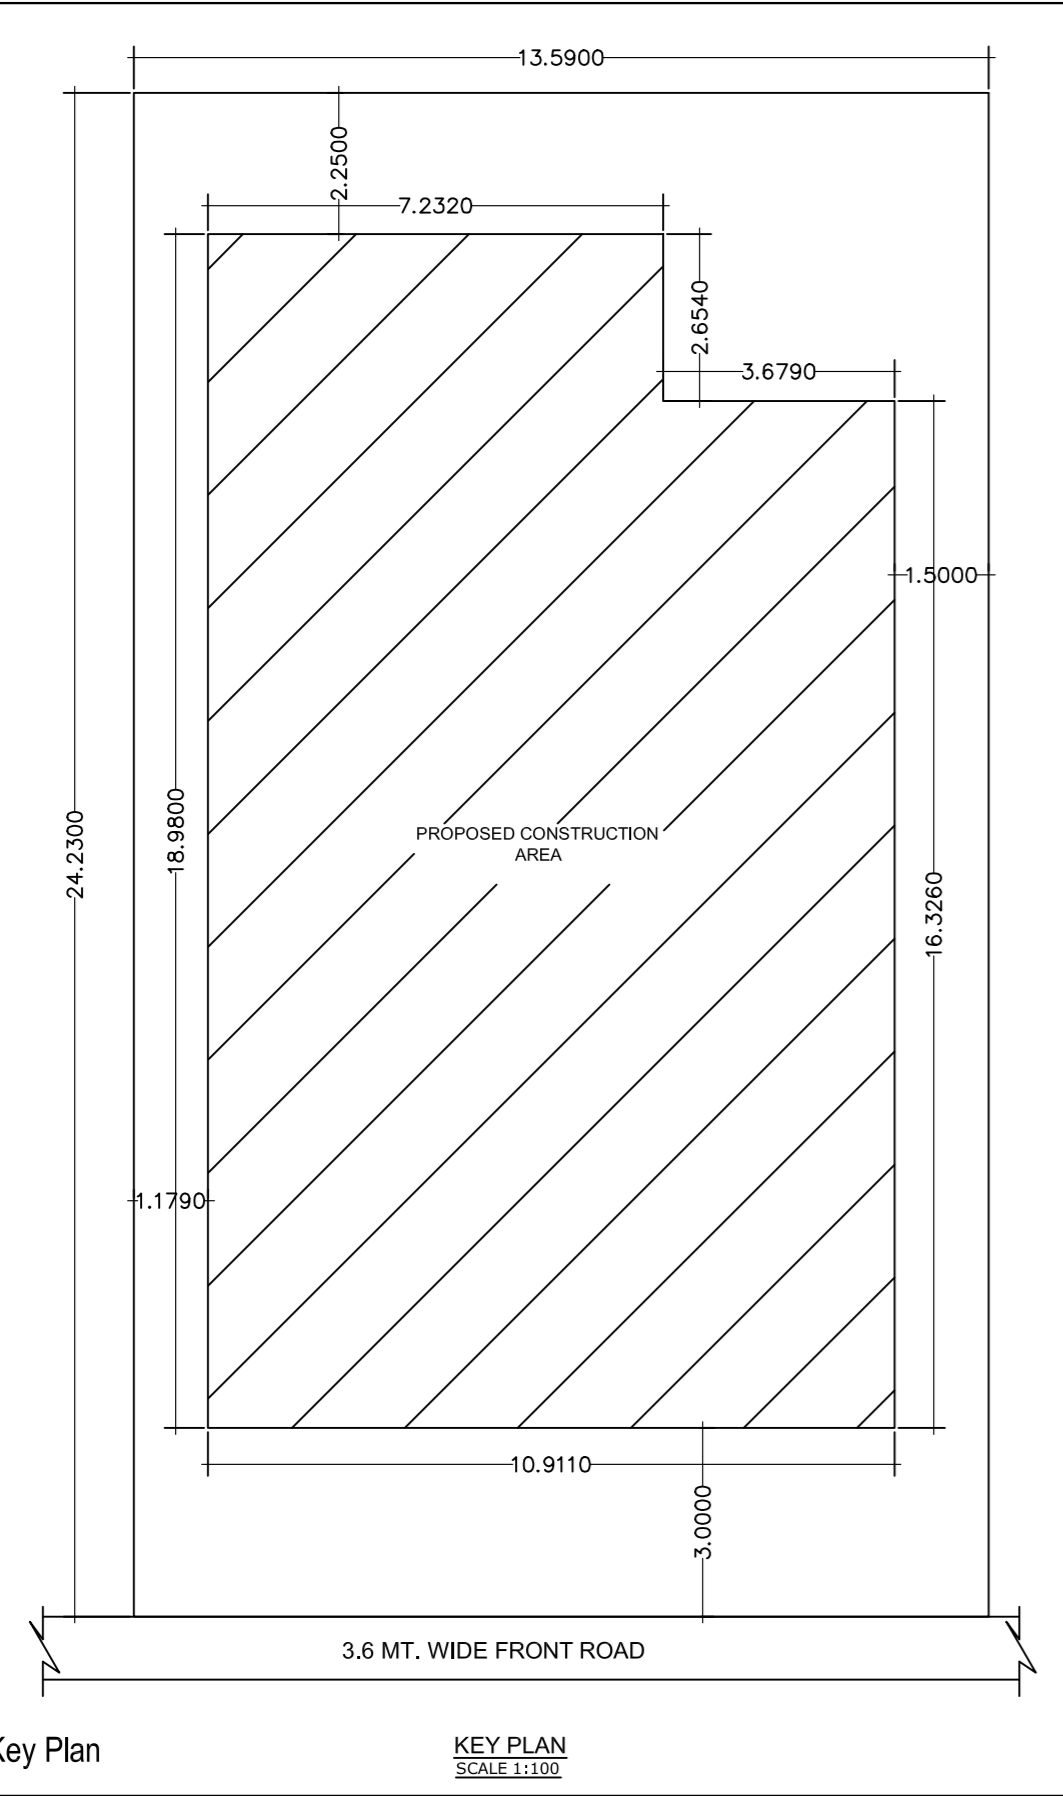 13.5900
2.2500
7.2320
2.6540
3.6790
1.5000
24.2300
18.9800
PROPOSED CONSTRUCTION
AREA
16.3260
1.1790
10.9110
3.0000
3.6 MT. WIDE FRONT ROAD
Key Plan
KEY PLAN
SCALE 1:100